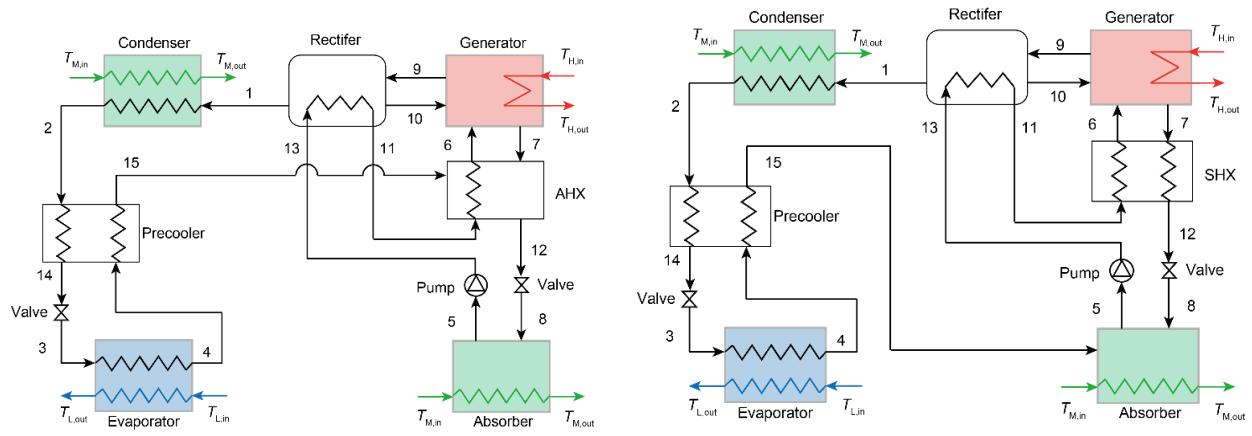 Condenser
Rectifer
Generator
T_M,in
T_M,out
T_H,in
9
1
10
T_H,out
2
13
11
6
7
15
AHX
Precooler
14
12
Valve
Pump
Valve
5
8
3
4
T_L,out
T_L,in
Evaporator
T_M,in
T_M,out
Absorber
Condenser
Rectifer
Generator
T_M,in
T_M,out
T_H,in
9
1
10
T_H,out
2
13
11
6
7
15
SHX
Precooler
14
12
Valve
Pump
Valve
5
8
3
4
T_L,out
T_L,in
Evaporator
T_M,in
T_M,out
Absorber